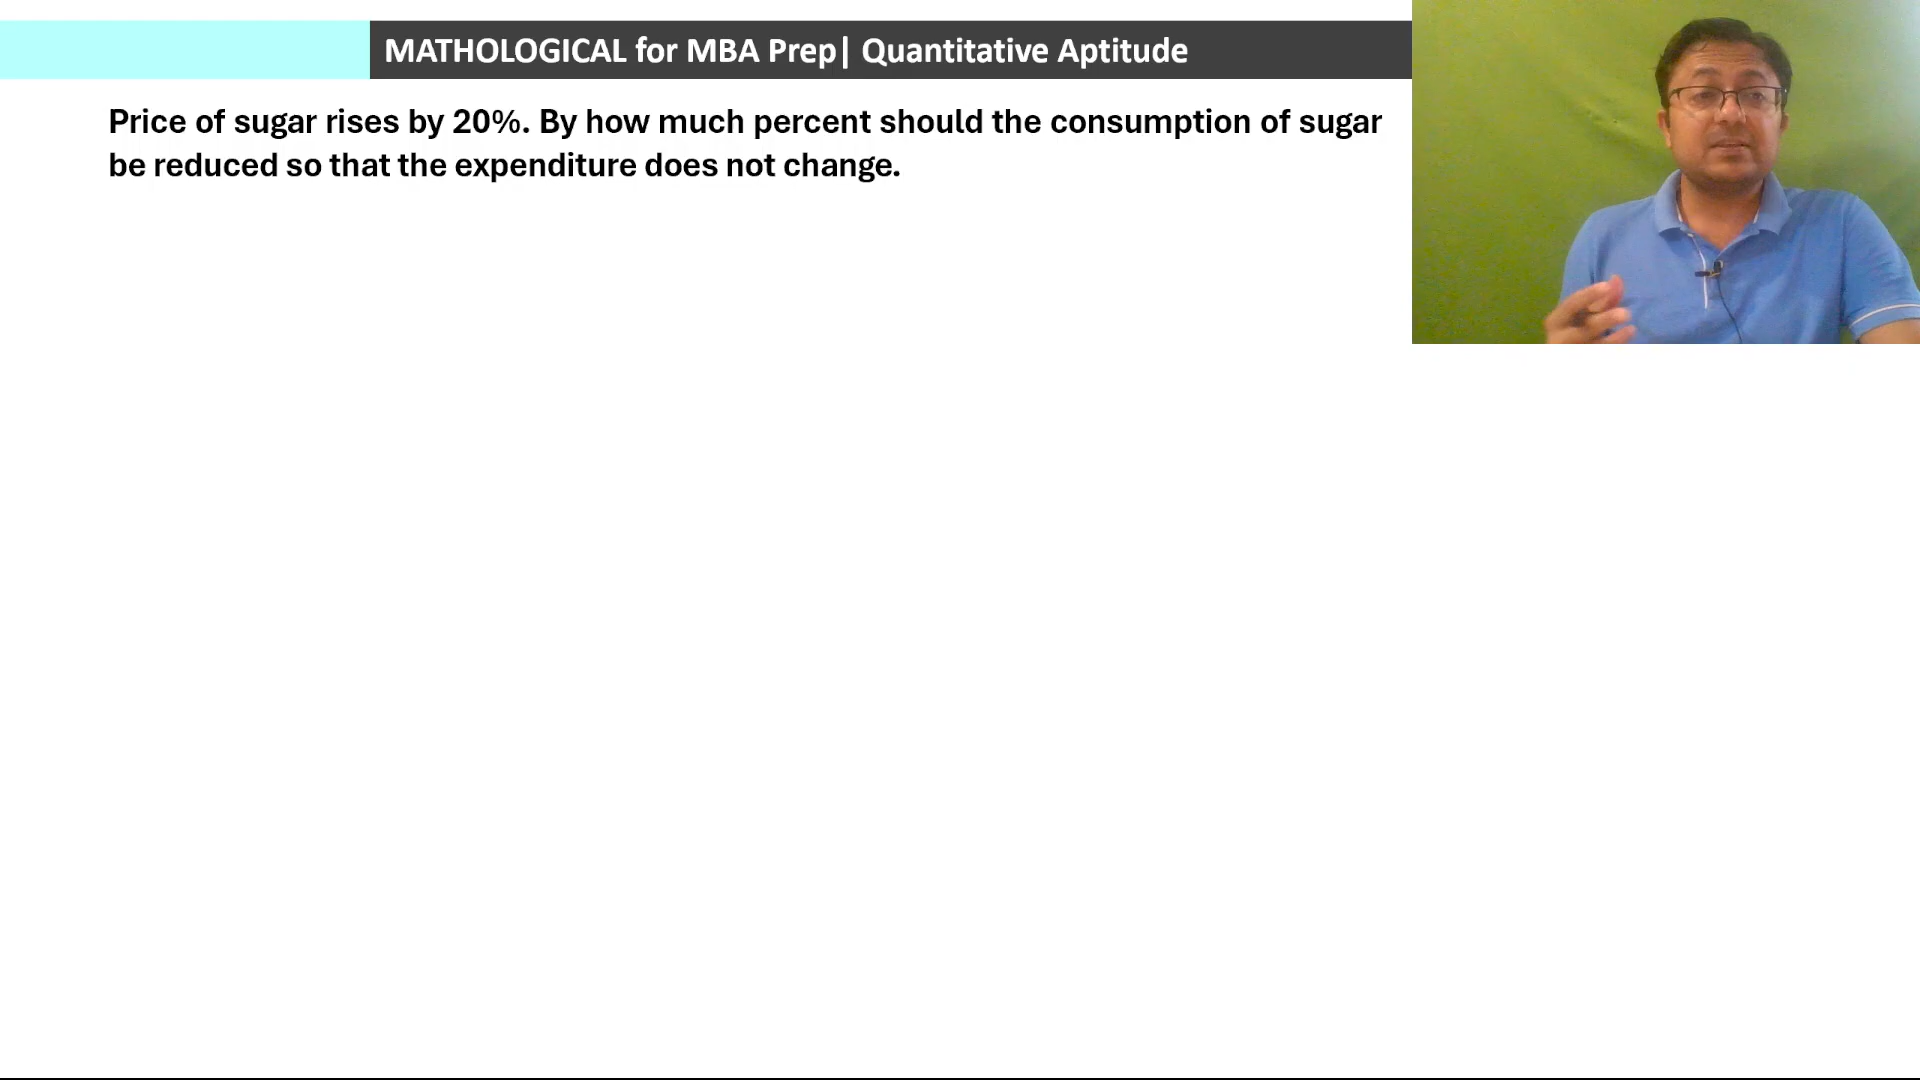 MATHOLOGICAL for MBA Prep| Quantitative Aptitude
Price of sugar rises by 20%. By how much percent should the consumption of sugar
be reduced so that the expenditure does not change.